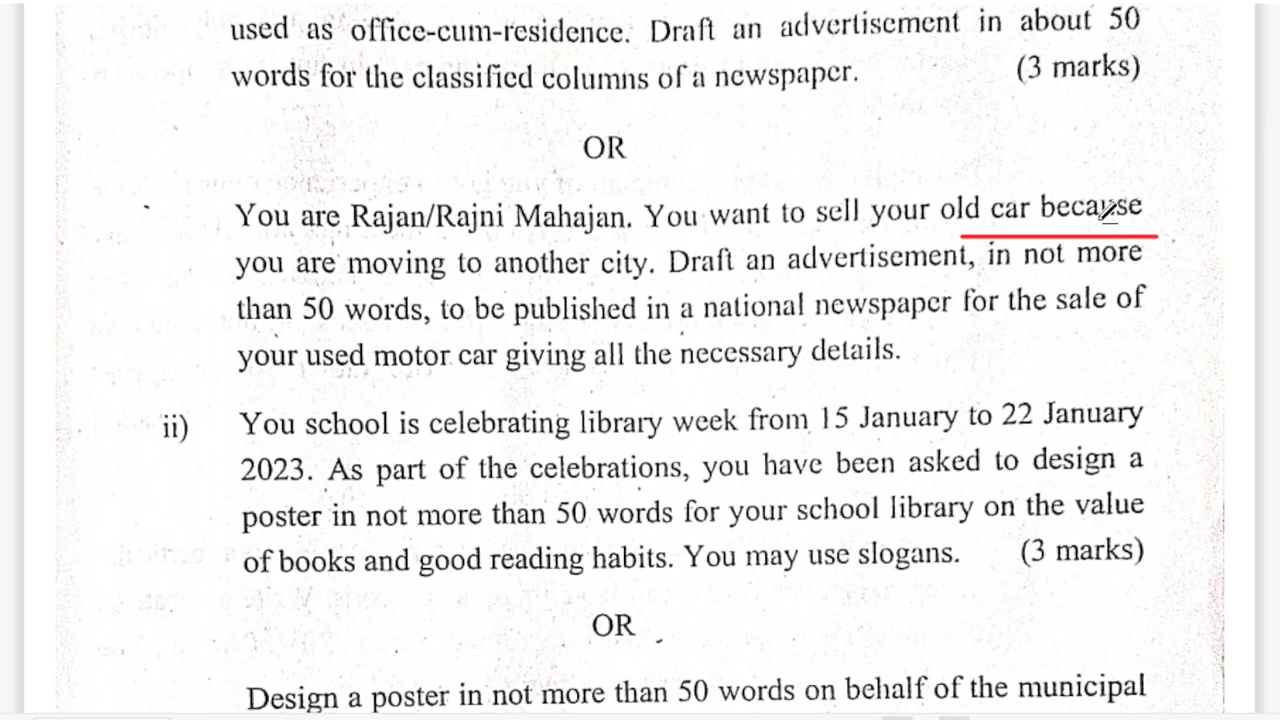 used as office-cum-residence. Draft an advertisement in about 50
words for the classified columns of a newspaper. (3 marks)
OR
You are Rajan/Rajni Mahajan. You want to sell your old car because
you are moving to another city. Draft an advertisement, in not more
than 50 words, to be published in a national newspaper for the sale of
your used motor car giving all the necessary details.
ii) You school is celebrating library week from 15 January to 22 January
2023. As part of the celebrations, you have been asked to design a
poster in not more than 50 words for your school library on the value
of books and good reading habits. You may use slogans. (3 marks)
OR
Design a poster in not more than 50 words on behalf of the municipal